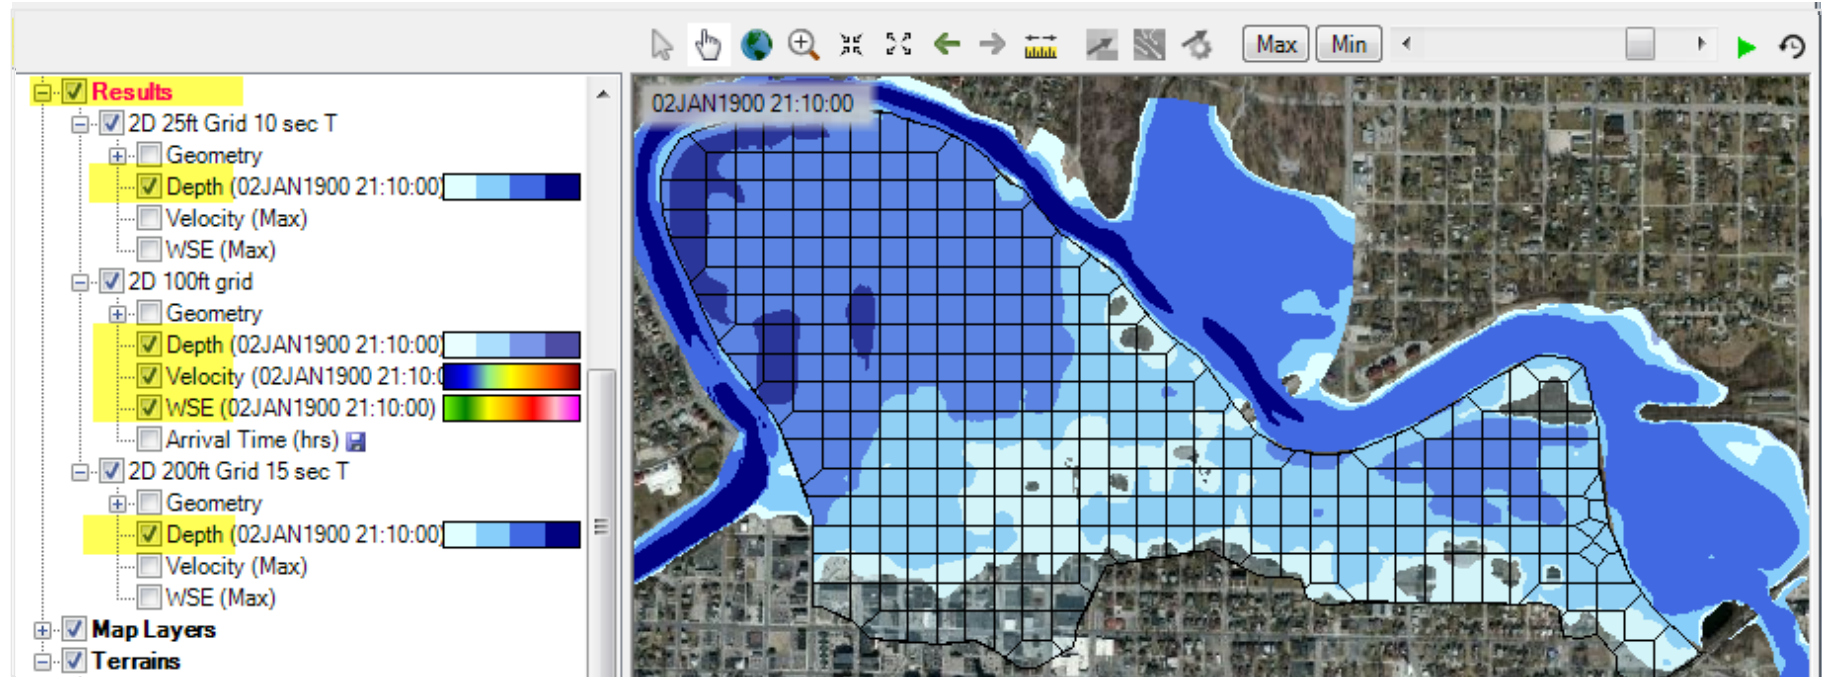 Max Min
Results
02JAN1900 21:10:00
2D 25ft Grid 10 sec T
Geometry
Depth (02JAN1900 21:10:00)
Velocity (Max)
WSE (Max)
2D 100ft grid
Geometry
Depth (02JAN1900 21:10:00)
Velocity (02JAN1900 21:10:0
WSE (02JAN1900 21:10:00)
Arrival Time (hrs)
2D 200ft Grid 15 sec T
Geometry
Depth (02JAN1900 21:10:00)
Velocity (Max)
WSE (Max)
Map Layers
Terrains